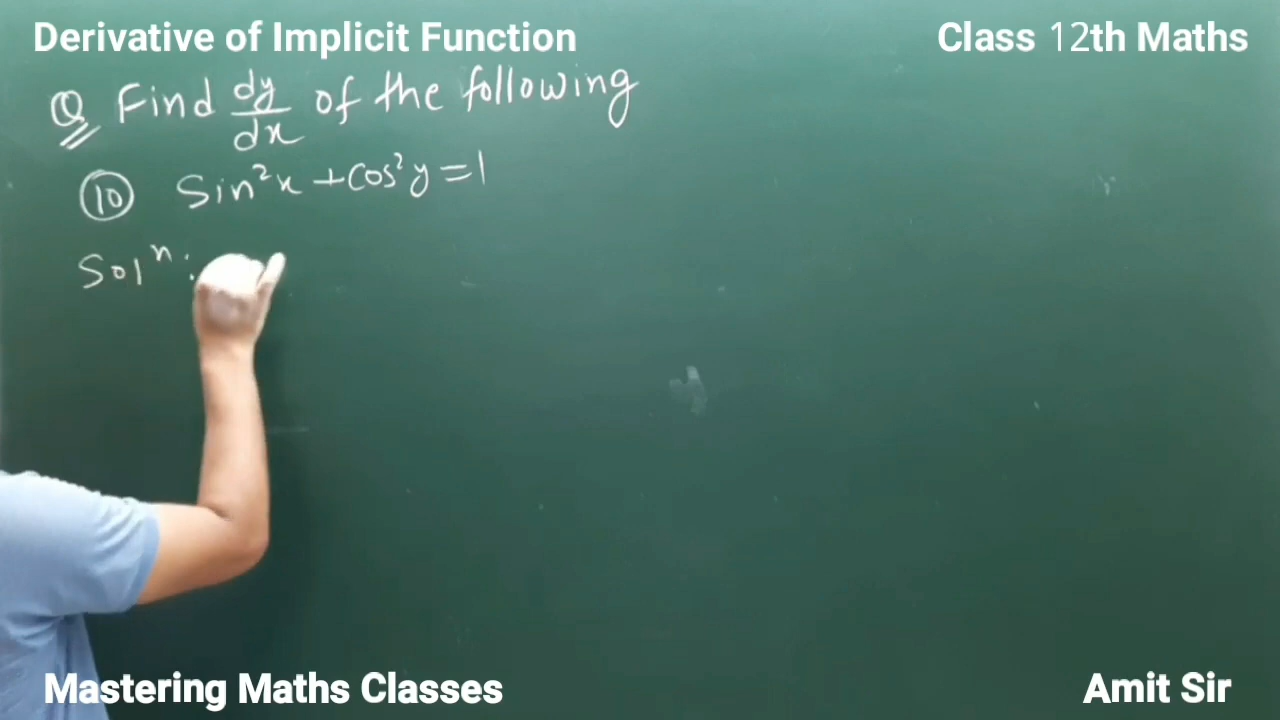 Derivative of Implicit Function
Class 12th Maths
Q Find dy/dx of the following
⑩ Sin²x + Cos²y = 1
Solⁿ:
Mastering Maths Classes
Amit Sir